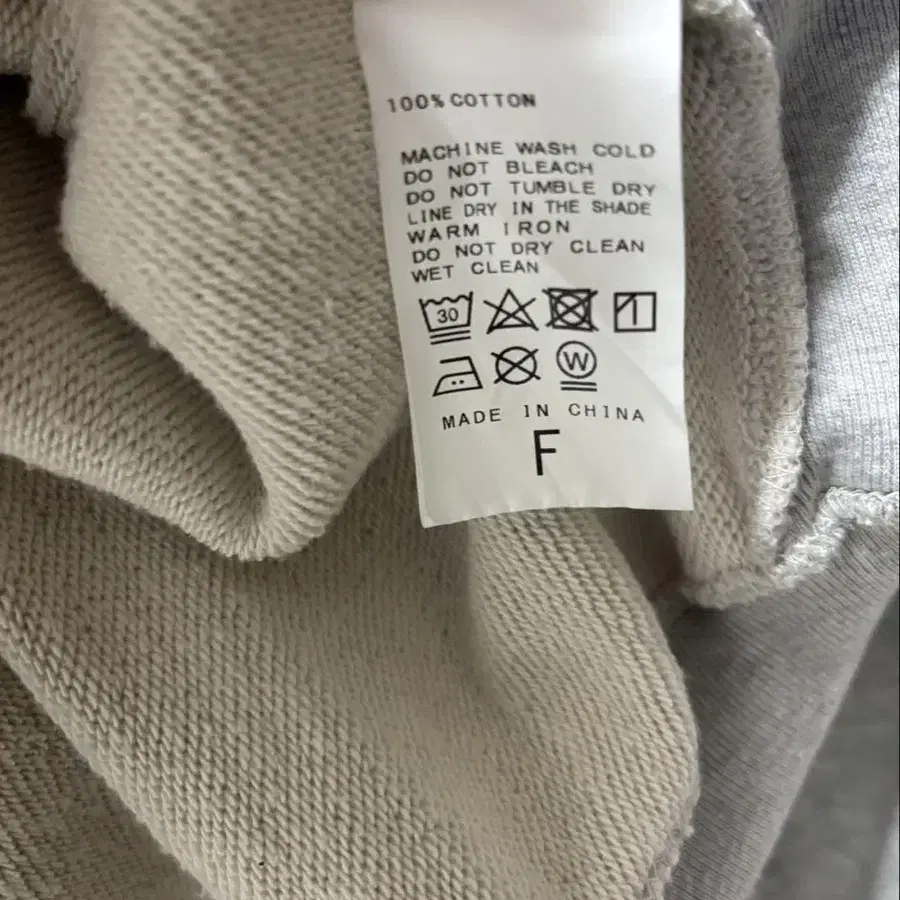 100% COTTON
MACHINE WASH COLD
DO NOT BLEACH
DO NOT TUMBLE DRY
LINE DRY IN THE SHADE
WARM IRON
DO NOT DRY CLEAN
WET CLEAN
30
W
MADE IN CHINA
F